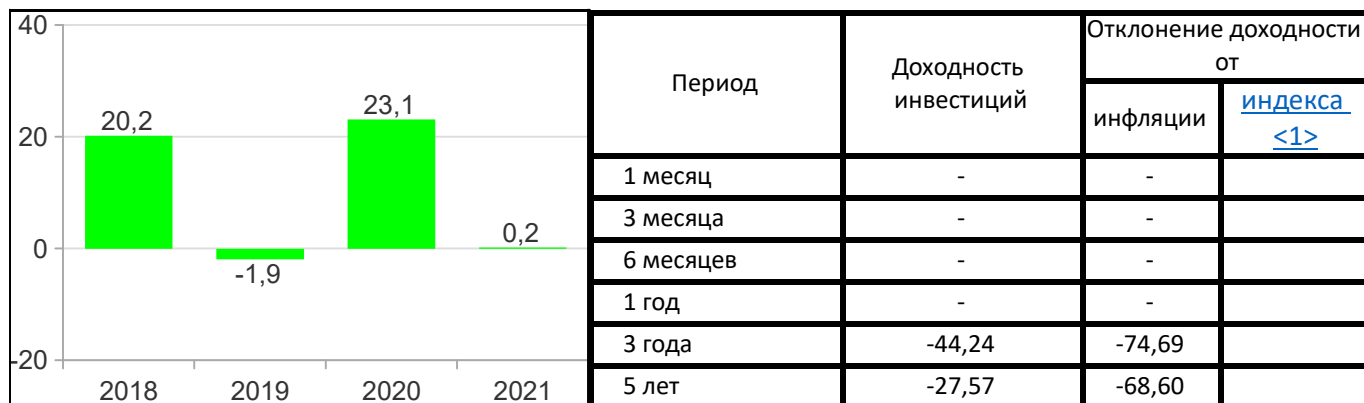 40
20
0
-20
20,2
-1,9
23,1
0,2
2018 2019 2020 2021
Период
Доходность
инвестиций
Отклонение доходности
от
инфляции
индекса
<1>
1 месяц - -
3 месяца - -
6 месяцев - -
1 год - -
3 года -44,24 -74,69
5 лет -27,57 -68,60